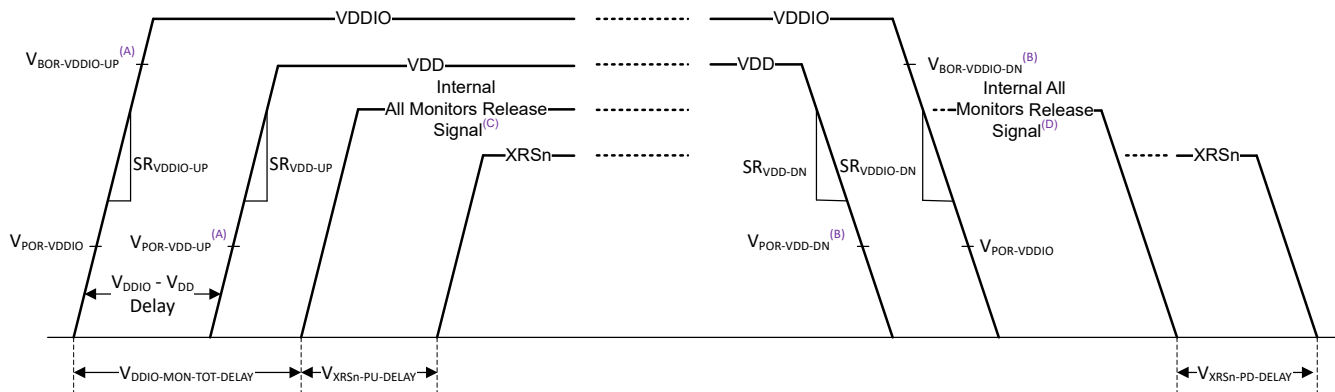 VDDIO
VDDIO
VBOR-VDDIO-UP(A)
VBOR-VDDIO-DN(B)
VDD
VDD
Internal
All Monitors Release
Signal(C)
Internal All
Monitors Release
Signal(D)
XRSn
XRSn
SRVDDIO-UP
SRVDD-UP
SRVDD-DN
SRVDDIO-DN
VPOR-VDDIO
VPOR-VDD-UP(A)
VPOR-VDD-DN(B)
VPOR-VDDIO
VDDIO - VDD
Delay
VDDIO-MON-TOT-DELAY
VXRSn-PU-DELAY
VXRSn-PD-DELAY